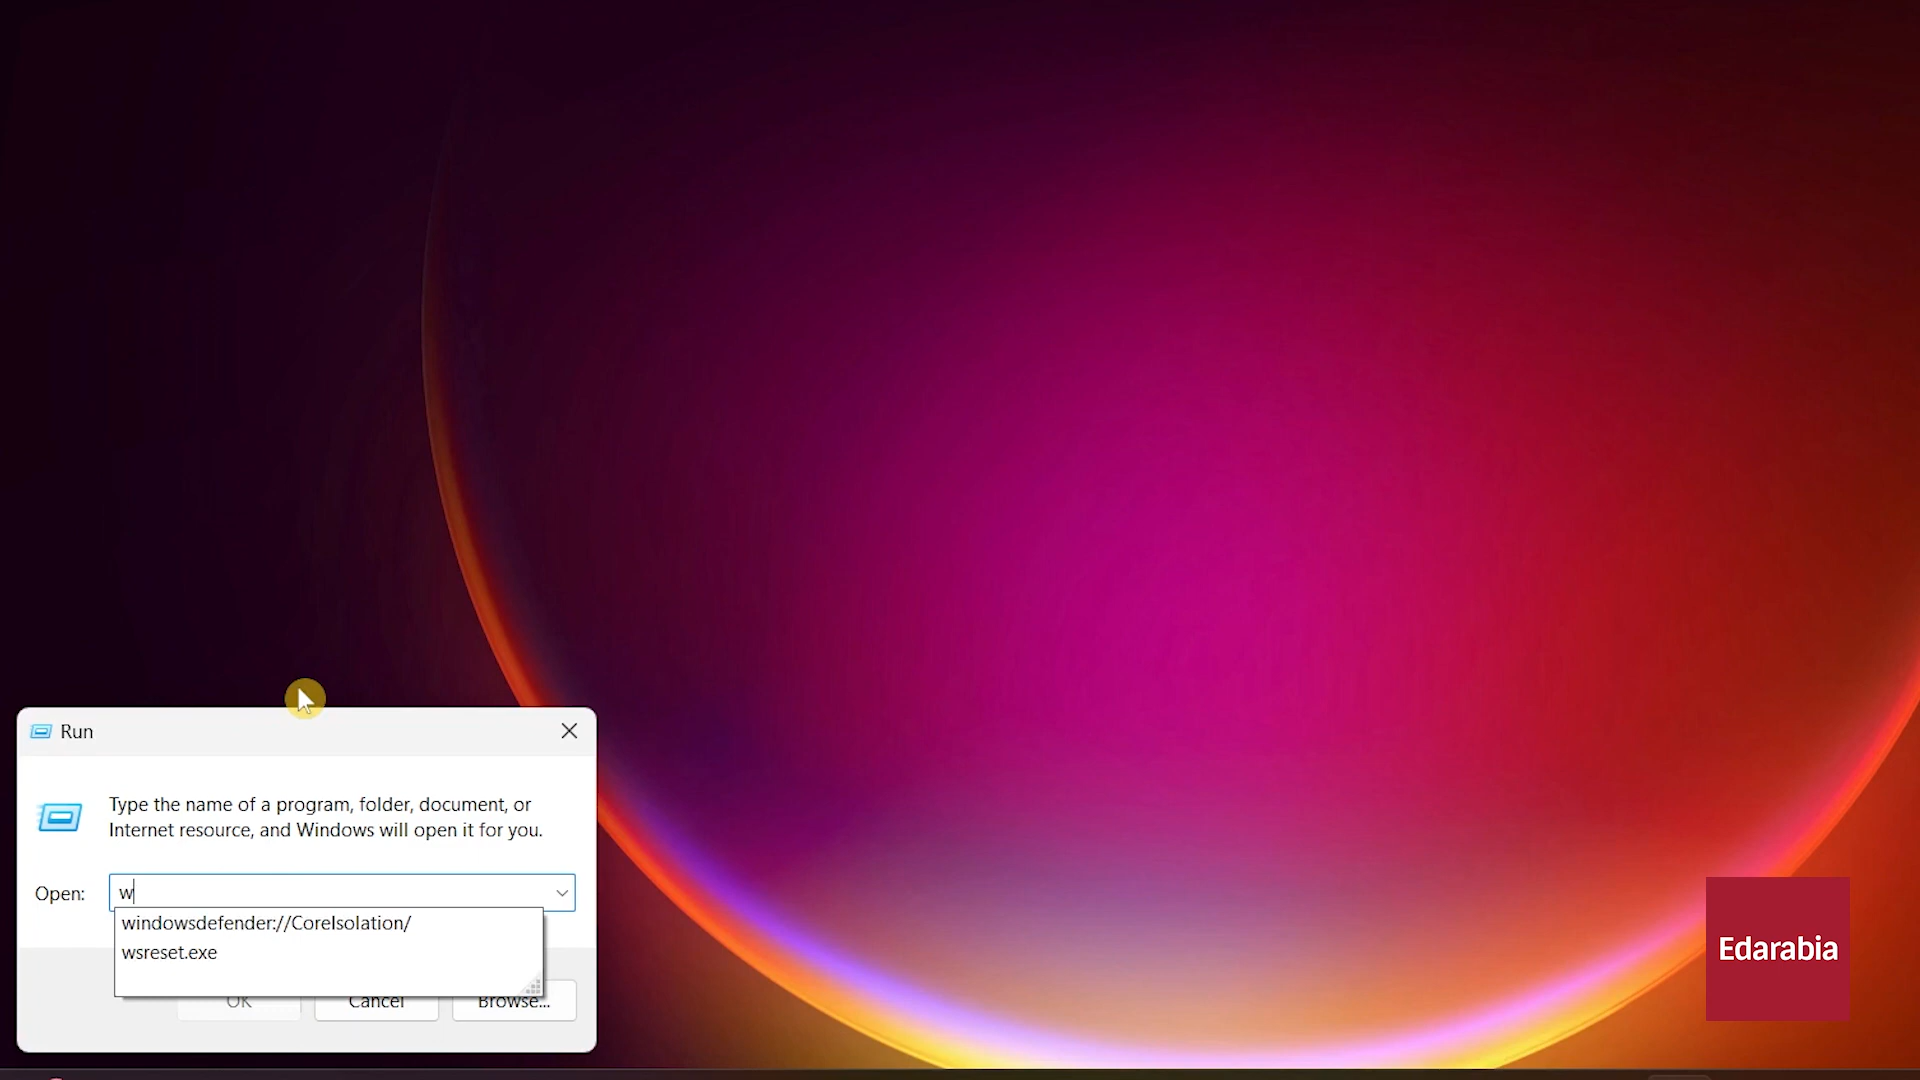 Run
Type the name of a program, folder, document, or
Internet resource, and Windows will open it for you.
Open: w
windowsdefender://CoreIsolation/
wsreset.exe
OK Cancel Browse...
Edarabia